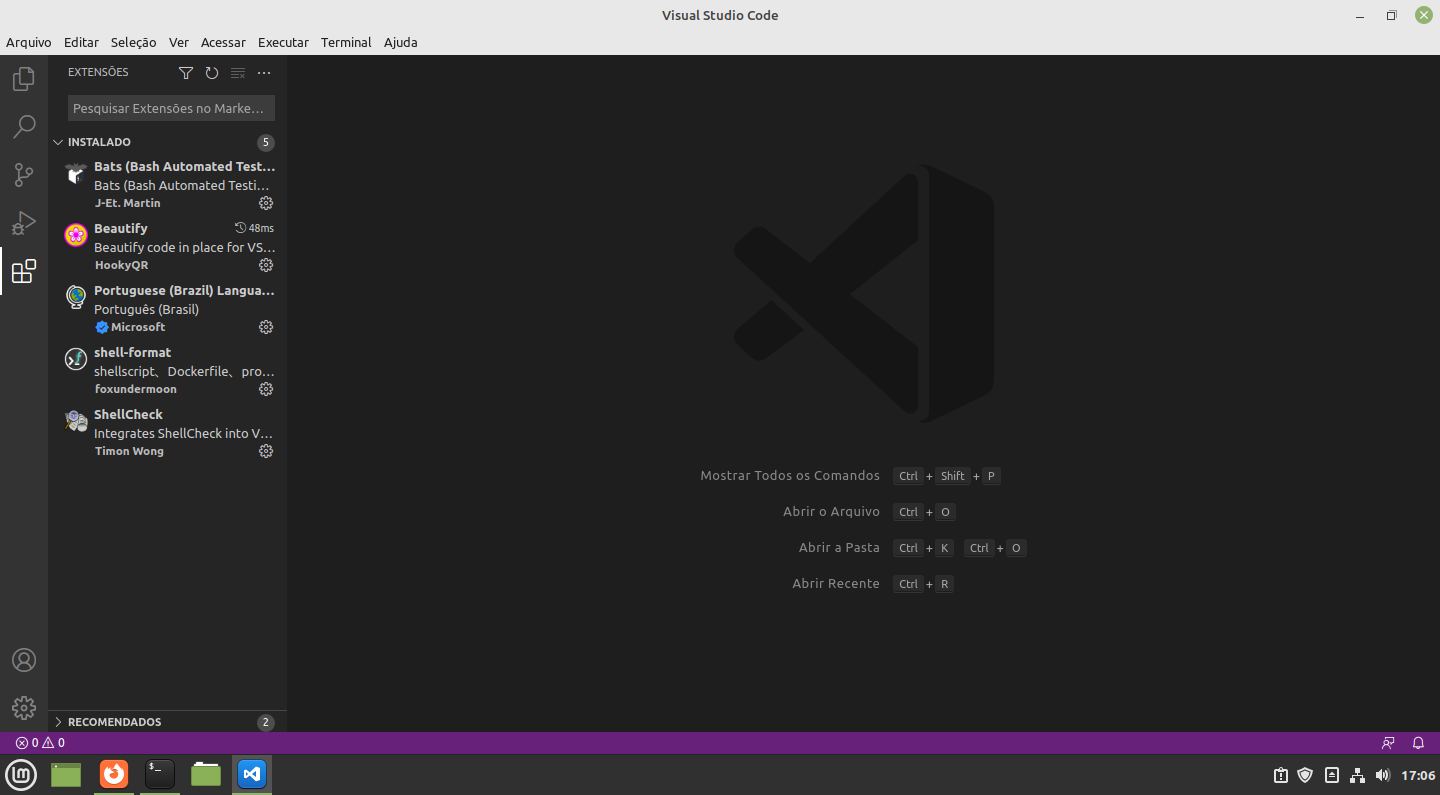 Visual Studio Code
Arquivo Editar Seleção Ver Acessar Executar Terminal Ajuda
EXTENSÕES
Pesquisar Extensões no Marke…
INSTALADO 5
Bats (Bash Automated Test…
Bats (Bash Automated Testi…
J-Et. Martin
Beautify 48ms
Beautify code in place for VS…
HookyQR
Portuguese (Brazil) Langua…
Português (Brasil)
Microsoft
shell-format
shellscript、Dockerfile、pro…
foxundermoon
ShellCheck
Integrates ShellCheck into V…
Timon Wong
Mostrar Todos os Comandos Ctrl + Shift + P
Abrir o Arquivo Ctrl + O
Abrir a Pasta Ctrl + K Ctrl + O
Abrir Recente Ctrl + R
RECOMENDADOS 2
0 0
17:06